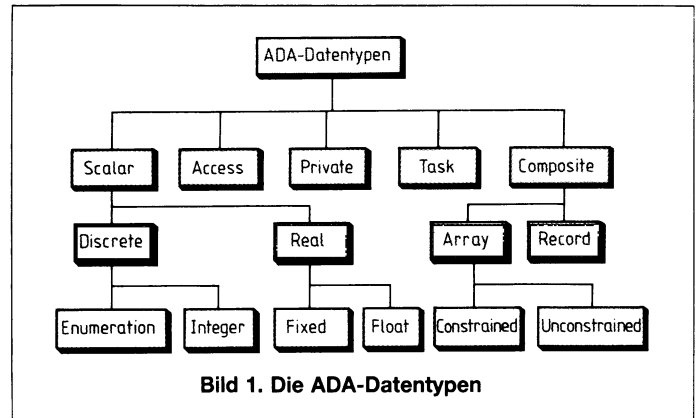 ADA-Datentypen
Scalar Access Private Task Composite
Discrete Real Array Record
Enumeration Integer Fixed Float Constrained Unconstrained
Bild 1. Die ADA-Datentypen